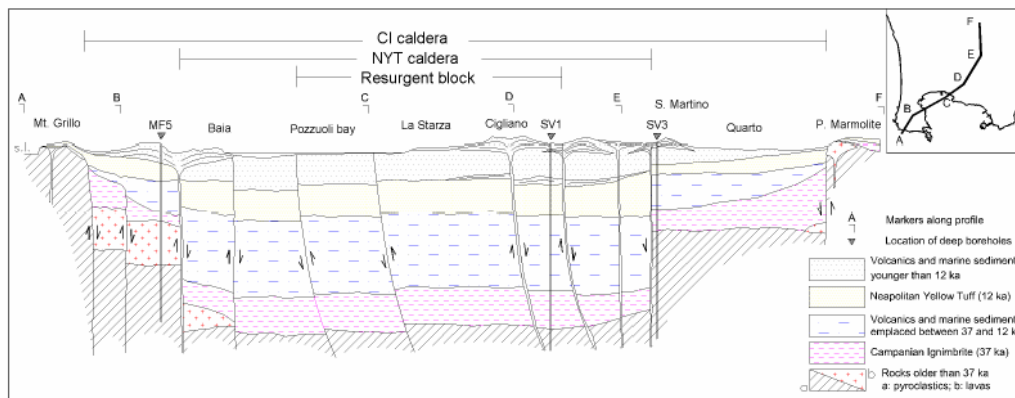 CI caldera
NYT caldera
Resurgent block
F
E
D
C
B
A
A
B
C
D
E
F
Mt. Grillo
MF5
Baia
Pozzuoli bay
La Starza
Cigliano
SV1
S. Martino
SV3
Quarto
P. Marmolite
s.l.
A
Markers along profile
Location of deep boreholes
Volcanics and marine sediment
younger than 12 ka
Neapolitan Yellow Tuff (12 ka)
Volcanics and marine sediment
emplaced between 37 and 12 k
Campanian Ignimbrite (37 ka)
b
Rocks older than 37 ka
a
a: pyroclastics; b: lavas